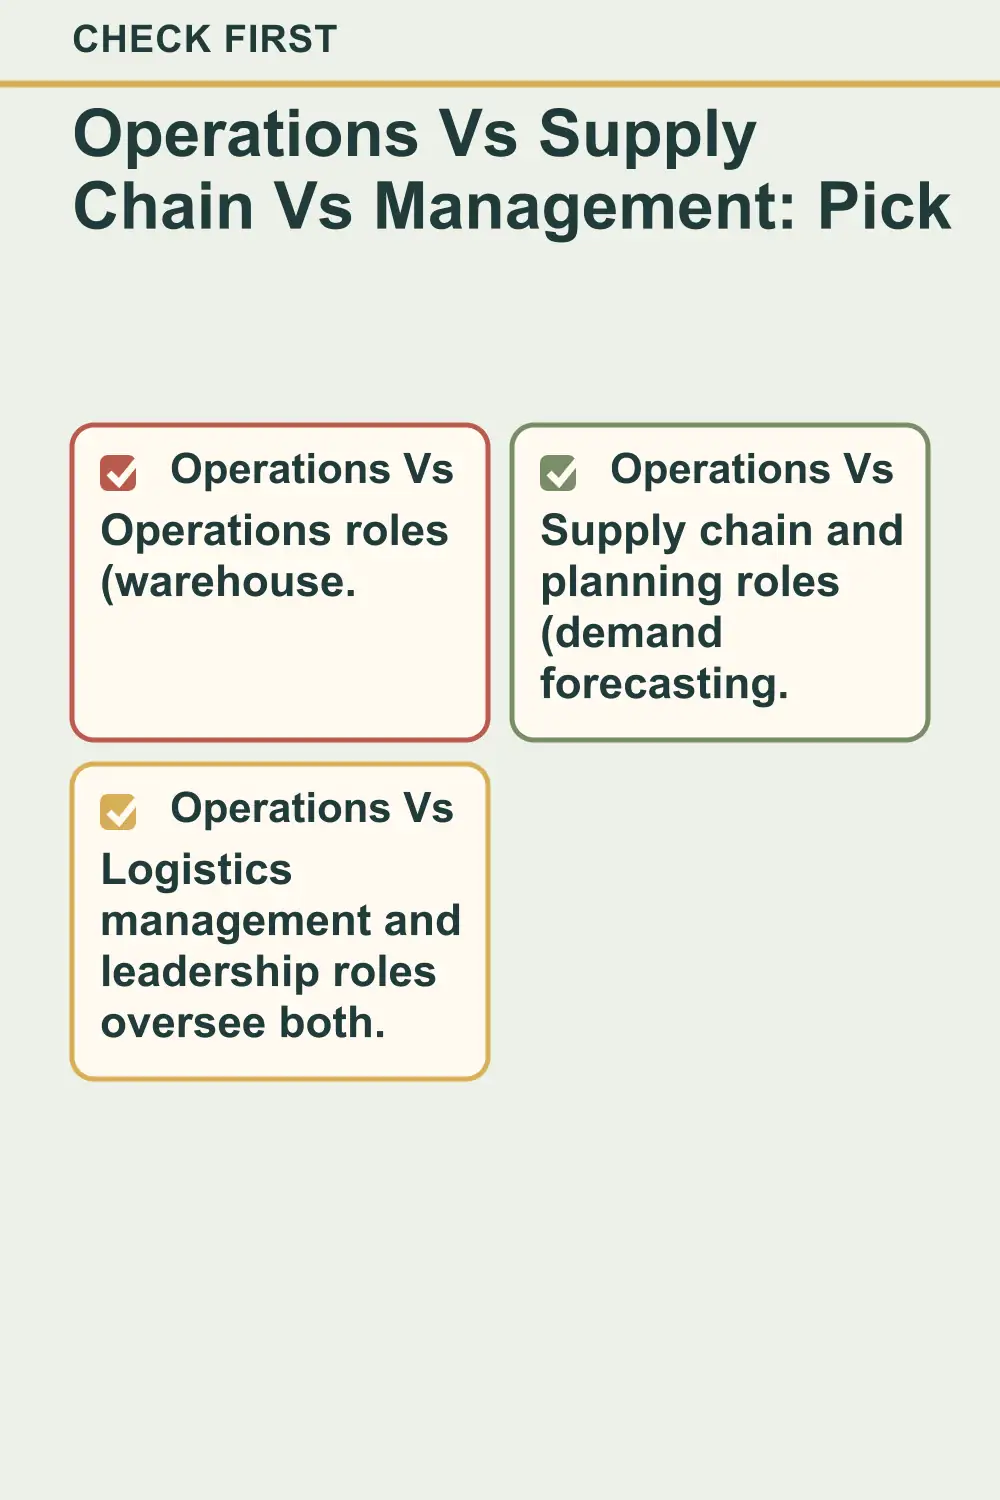 CHECK FIRST
Operations Vs Supply
Chain Vs Management: Pick
Operations Vs
Operations roles
(warehouse.
Operations Vs
Supply chain and
planning roles
(demand
forecasting.
Operations Vs
Logistics
management and
leadership roles
oversee both.